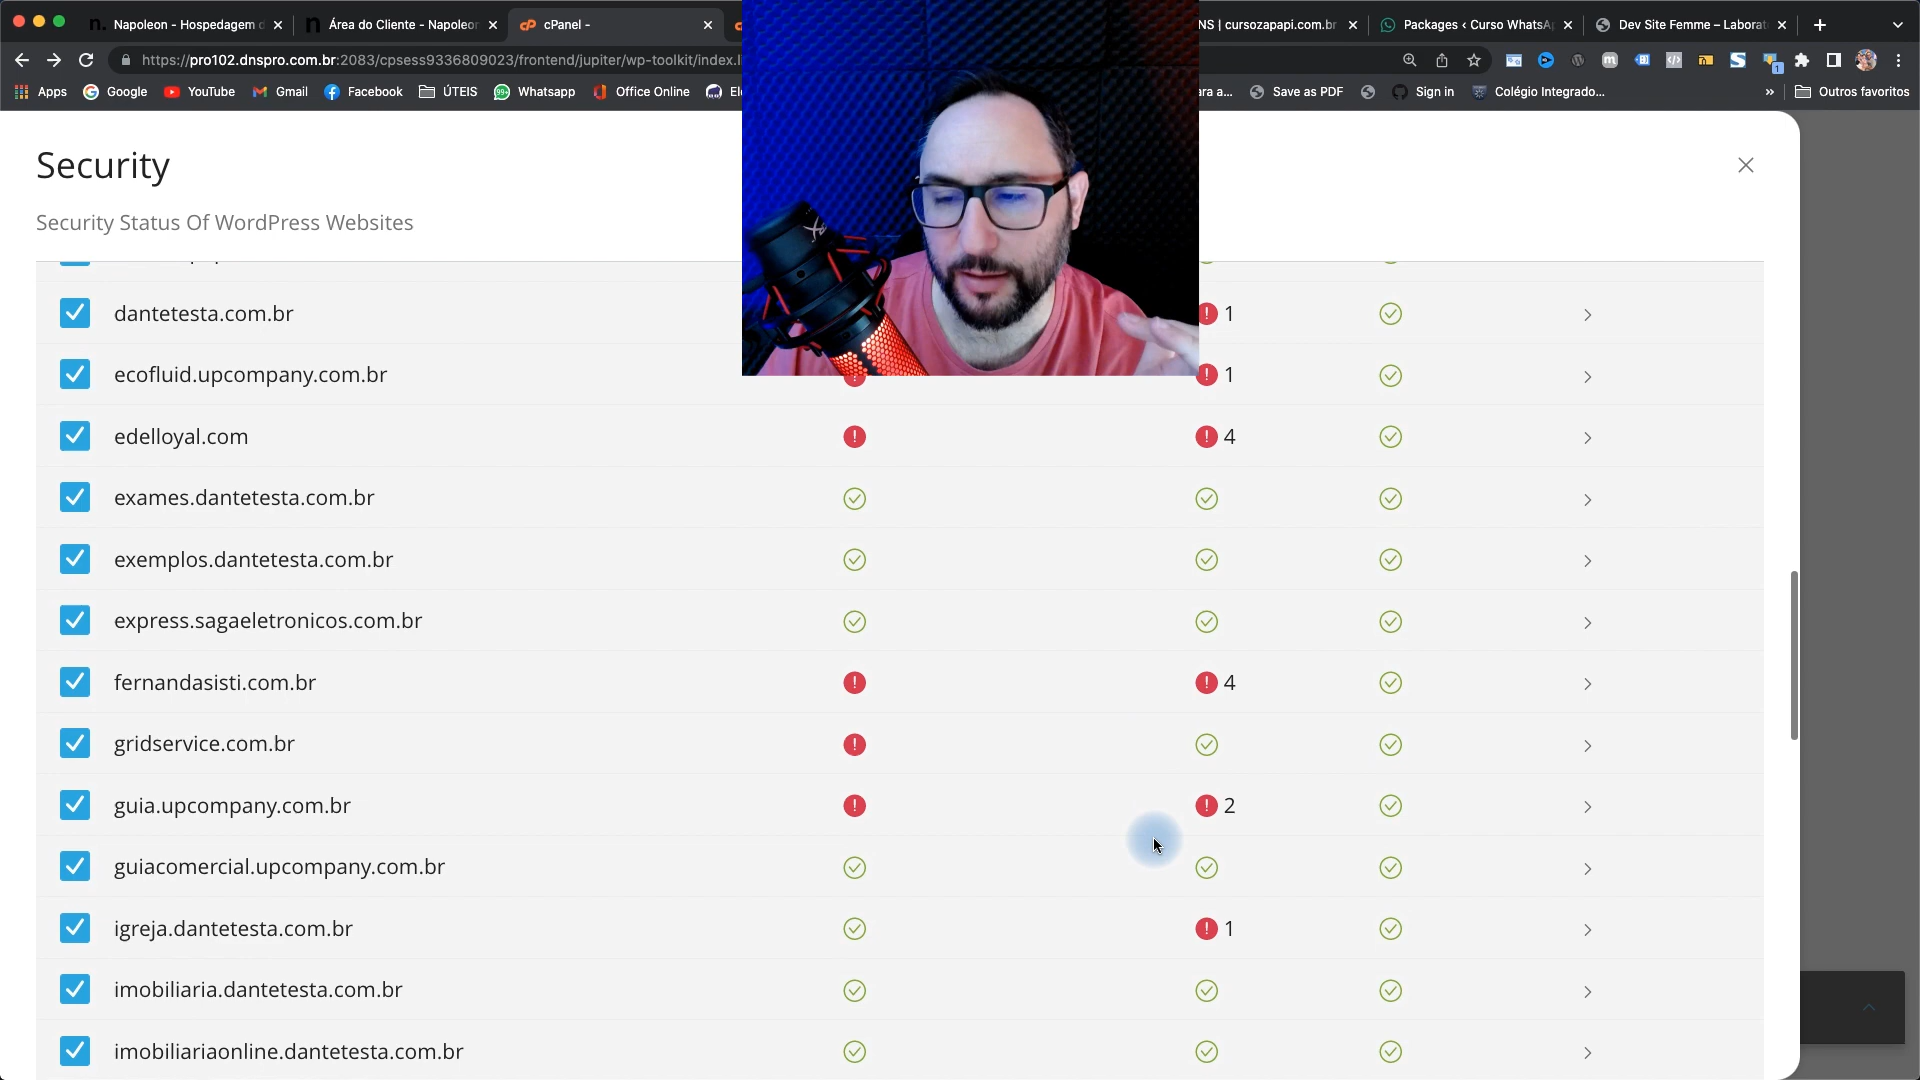 Napoleon - Hospedagem d
Área do Cliente - Napoleon
cPanel -
NS | cursozapapi.com.br
Packages ‹ Curso WhatsA
Dev Site Femme – Laborat
https://pro102.dnspro.com.br:2083/cpsess9336809023/frontend/jupiter/wp-toolkit/index.l
1
Apps
Google
YouTube
Gmail
Facebook
ÚTEIS
99+
Whatsapp
Office Online
El
ara a...
Save as PDF
Sign in
Colégio Integrado...
»
Outros favoritos
Security
Security Status Of WordPress Websites
dantetesta.com.br 1
ecofluid.upcompany.com.br 1
edelloyal.com 4
exames.dantetesta.com.br
exemplos.dantetesta.com.br
express.sagaeletronicos.com.br
fernandasisti.com.br 4
gridservice.com.br
guia.upcompany.com.br 2
guiacomercial.upcompany.com.br
igreja.dantetesta.com.br 1
imobiliaria.dantetesta.com.br
imobiliariaonline.dantetesta.com.br